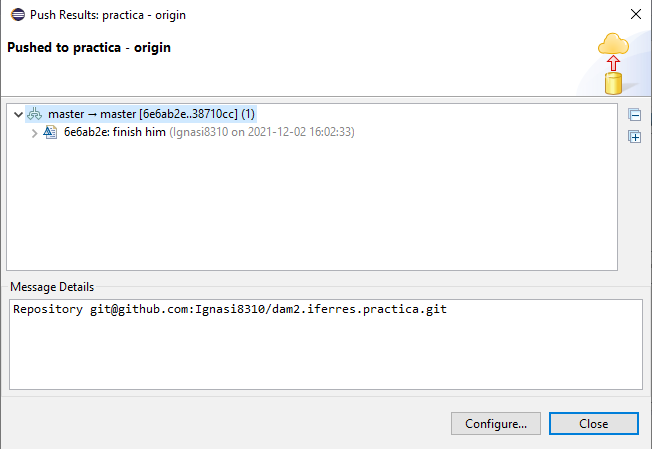 Push Results: practica - origin
Pushed to practica - origin
master → master [6e6ab2e..38710cc] (1)
6e6ab2e: finish him (Ignasi8310 on 2021-12-02 16:02:33)
Message Details
Repository git@github.com:Ignasi8310/dam2.iferres.practica.git
Configure...
Close